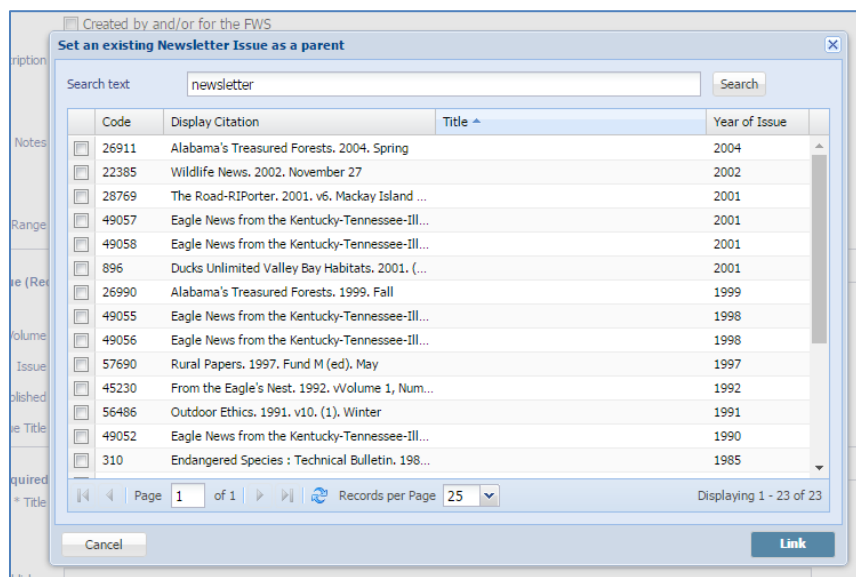 Created by and/or for the FWS
Set an existing Newsletter Issue as a parent
ription
Search text newsletter Search
Code Display Citation Title Year of Issue
Notes
26911 Alabama's Treasured Forests. 2004. Spring 2004
22385 Wildlife News. 2002. November 27 2002
28769 The Road-RIPorter. 2001. v6. Mackay Island ... 2001
Range
49057 Eagle News from the Kentucky-Tennessee-Ill... 2001
49058 Eagle News from the Kentucky-Tennessee-Ill... 2001
896 Ducks Unlimited Valley Bay Habitats. 2001. (... 2001
ue (Rec
26990 Alabama's Treasured Forests. 1999. Fall 1999
49055 Eagle News from the Kentucky-Tennessee-Ill... 1998
Volume
49056 Eagle News from the Kentucky-Tennessee-Ill... 1998
Issue
57690 Rural Papers. 1997. Fund M (ed). May 1997
45230 From the Eagle's Nest. 1992. vVolume 1, Num... 1992
blished
56486 Outdoor Ethics. 1991. v10. (1). Winter 1991
ue Title
49052 Eagle News from the Kentucky-Tennessee-Ill... 1990
310 Endangered Species : Technical Bulletin. 198... 1985
quired
* Title
Page 1 of 1 Records per Page 25 Displaying 1 - 23 of 23
Cancel Link